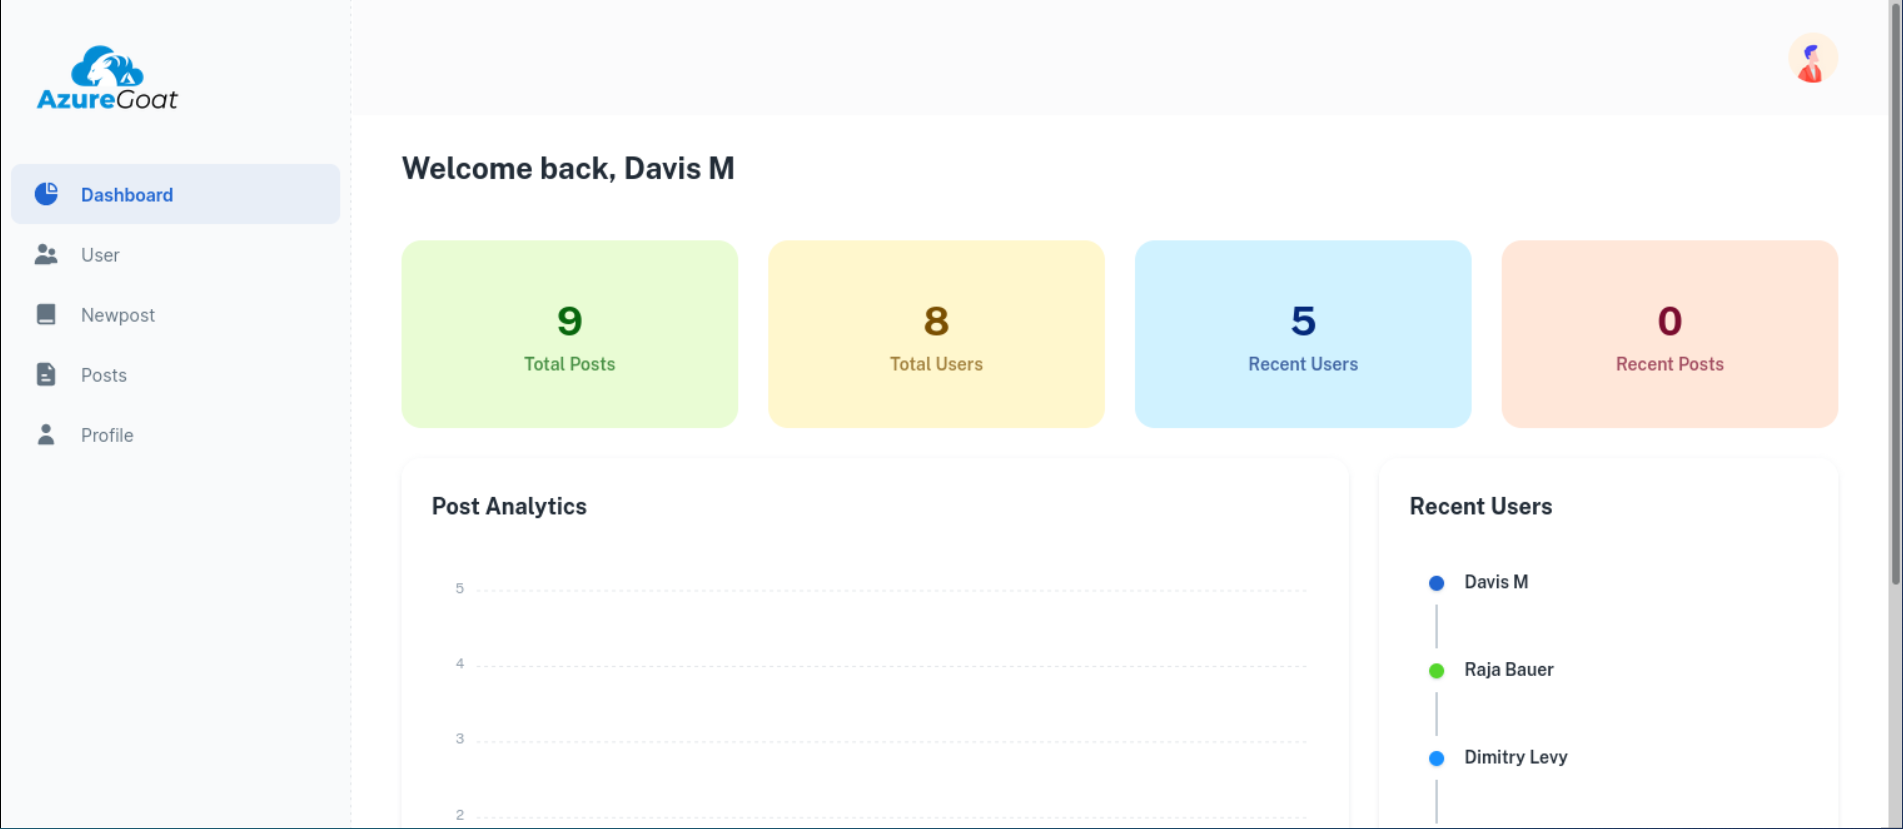 AzureGoat
Dashboard
User
Newpost
Posts
Profile
Welcome back, Davis M
9
Total Posts
8
Total Users
5
Recent Users
0
Recent Posts
Post Analytics
5
4
3
2
Recent Users
Davis M
Raja Bauer
Dimitry Levy